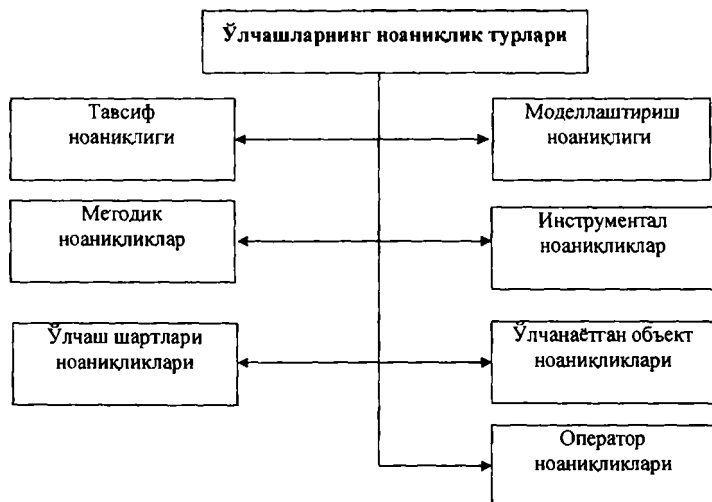 Ўлчашларнинг ноаниқлик турлари
Тавсиф
ноаниқлиги
Моделлаштириш
ноаниқлиги
Методик
ноаниқликлар
Инструментал
ноаниқликлар
Ўлчаш шартлари
ноаниқликлари
Ўлчанаётган объект
ноаниқликлари
Оператор
ноаниқликлари